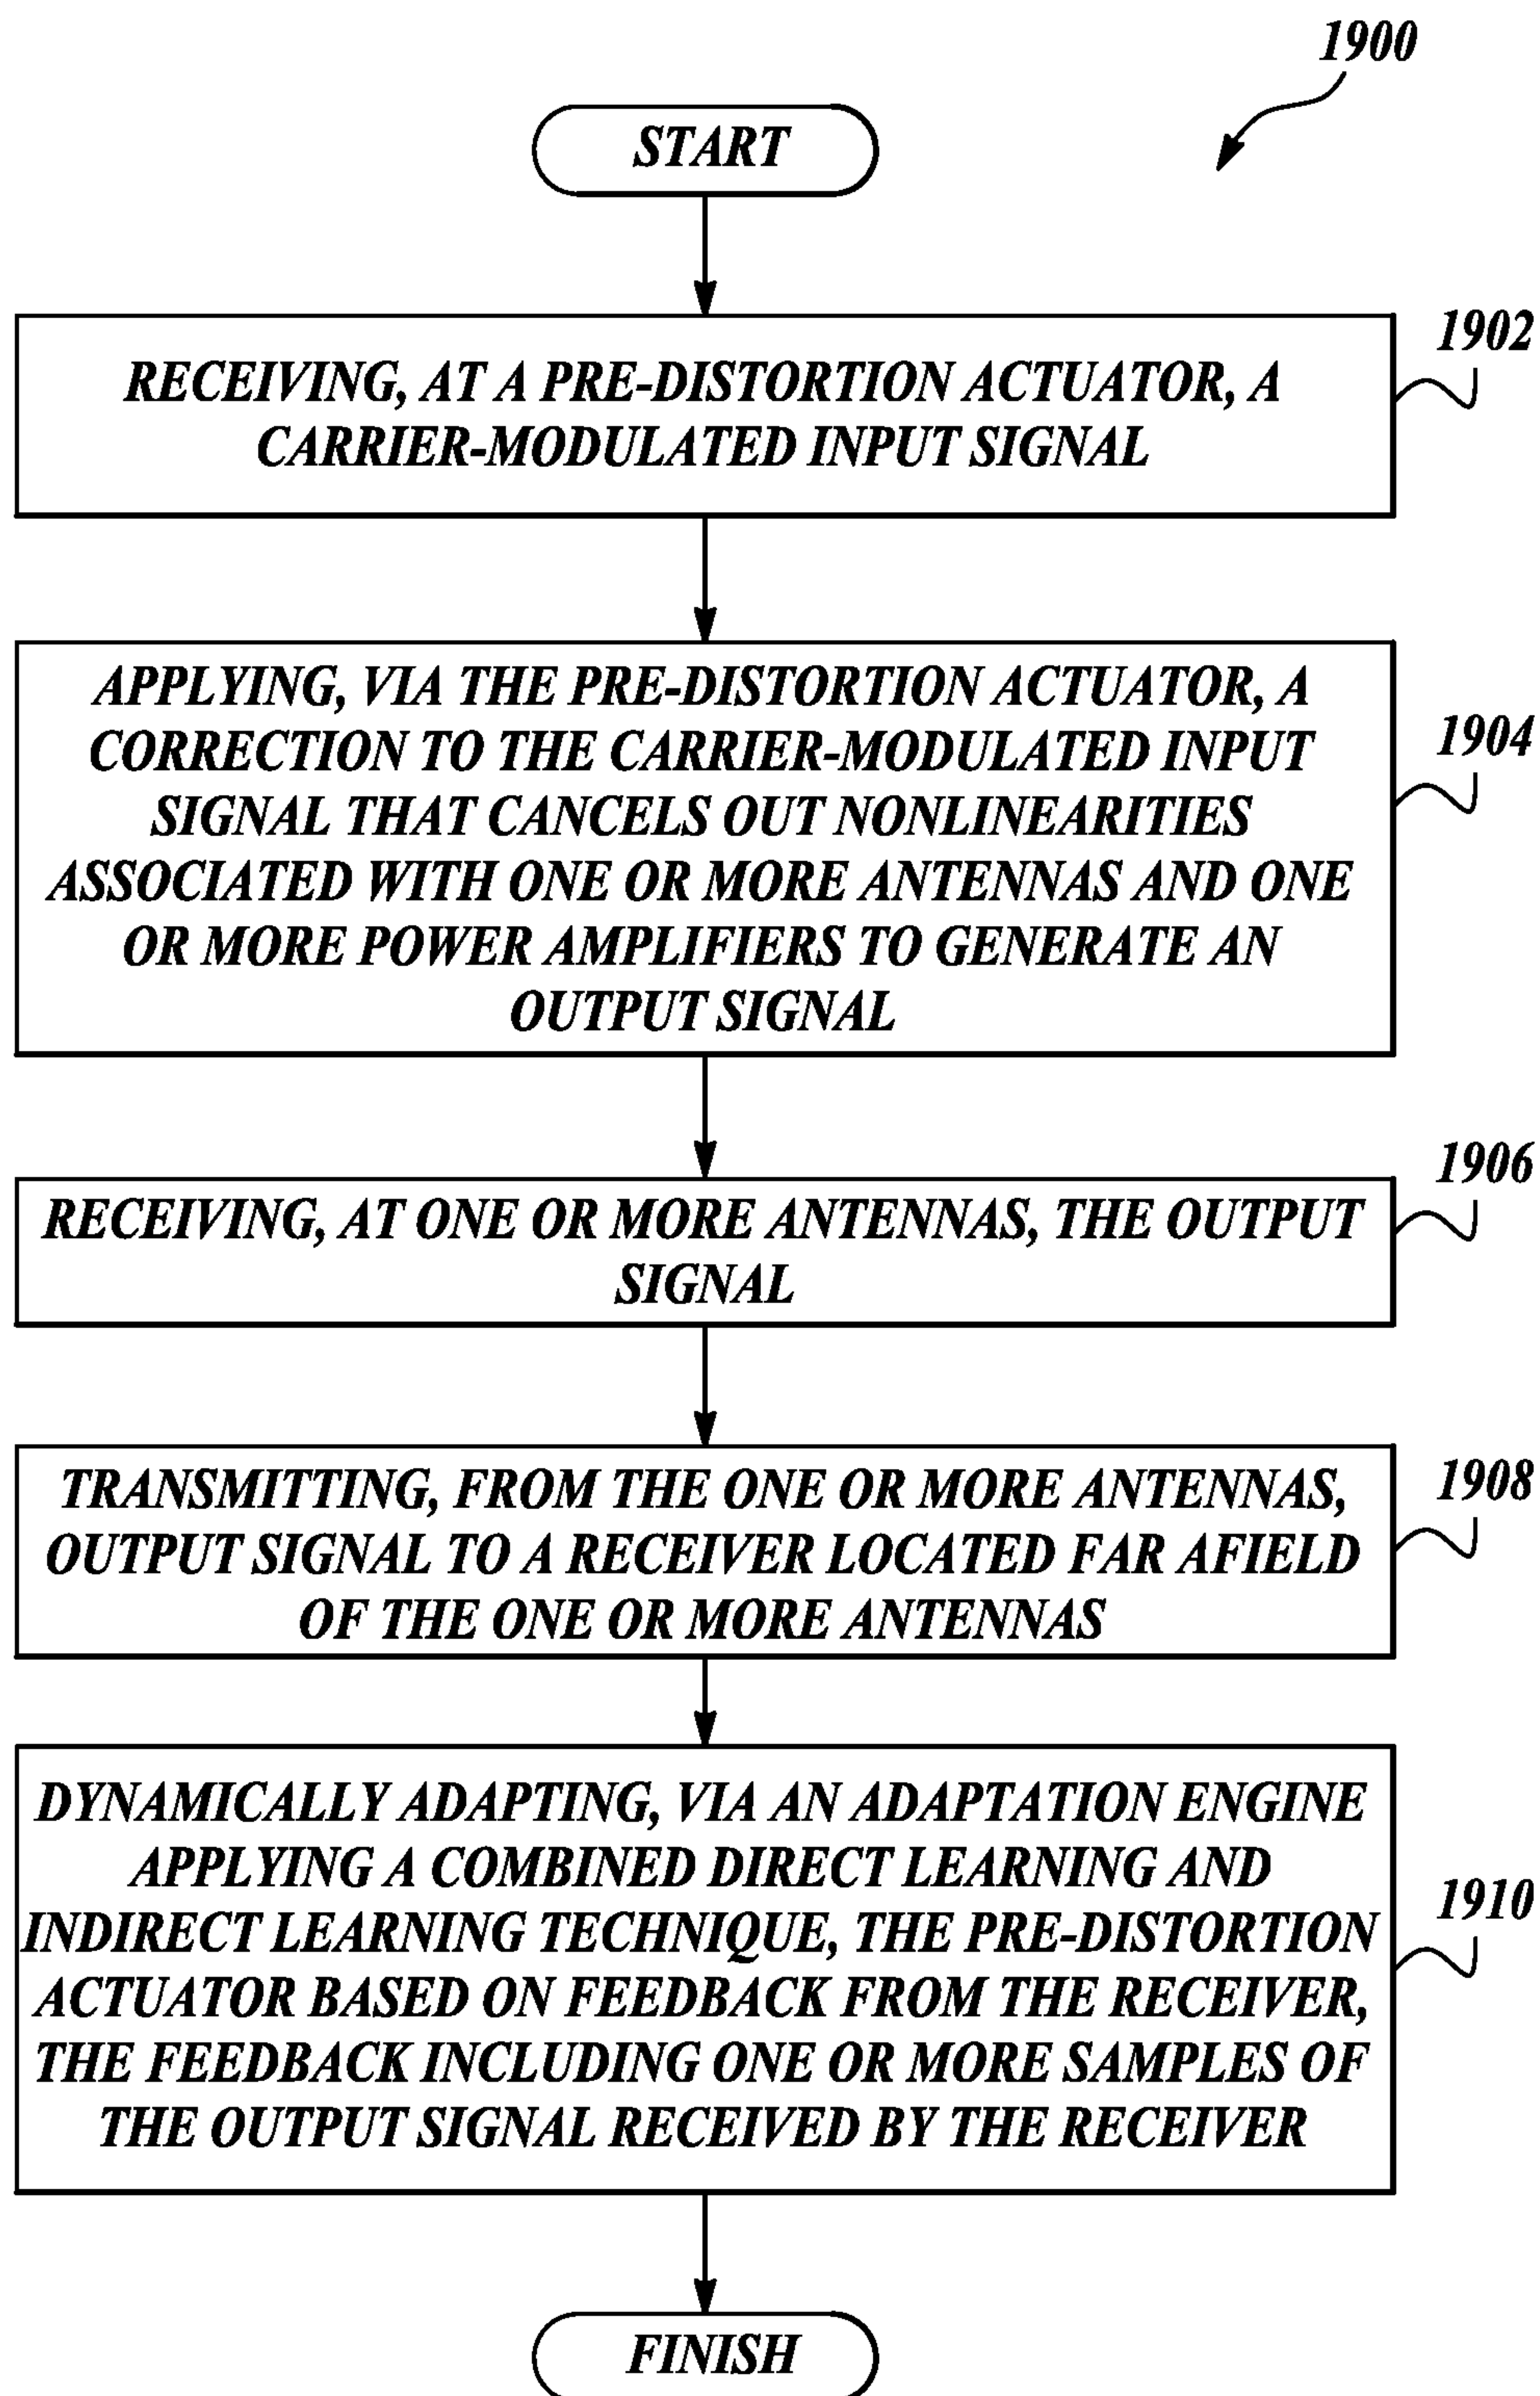 1900
START
1902
RECEIVING, AT A PRE-DISTORTION ACTUATOR, A
CARRIER-MODULATED INPUT SIGNAL
APPLYING, VIA THE PRE-DISTORTION ACTUATOR, A
CORRECTION TO THE CARRIER-MODULATED INPUT
SIGNAL THAT CANCELS OUT NONLINEARITIES
ASSOCIATED WITH ONE OR MORE ANTENNAS AND ONE
OR MORE POWER AMPLIFIERS TO GENERATE AN
OUTPUT SIGNAL
1904
1906
RECEIVING, AT ONE OR MORE ANTENNAS, THE OUTPUT
SIGNAL
1908
TRANSMITTING, FROM THE ONE OR MORE ANTENNAS,
OUTPUT SIGNAL TO A RECEIVER LOCATED FAR AFIELD
OF THE ONE OR MORE ANTENNAS
DYNAMICALLY ADAPTING, VIA AN ADAPTATION ENGINE
APPLYING A COMBINED DIRECT LEARNING AND
INDIRECT LEARNING TECHNIQUE, THE PRE-DISTORTION
ACTUATOR BASED ON FEEDBACK FROM THE RECEIVER,
THE FEEDBACK INCLUDING ONE OR MORE SAMPLES OF
THE OUTPUT SIGNAL RECEIVED BY THE RECEIVER
1910
FINISH